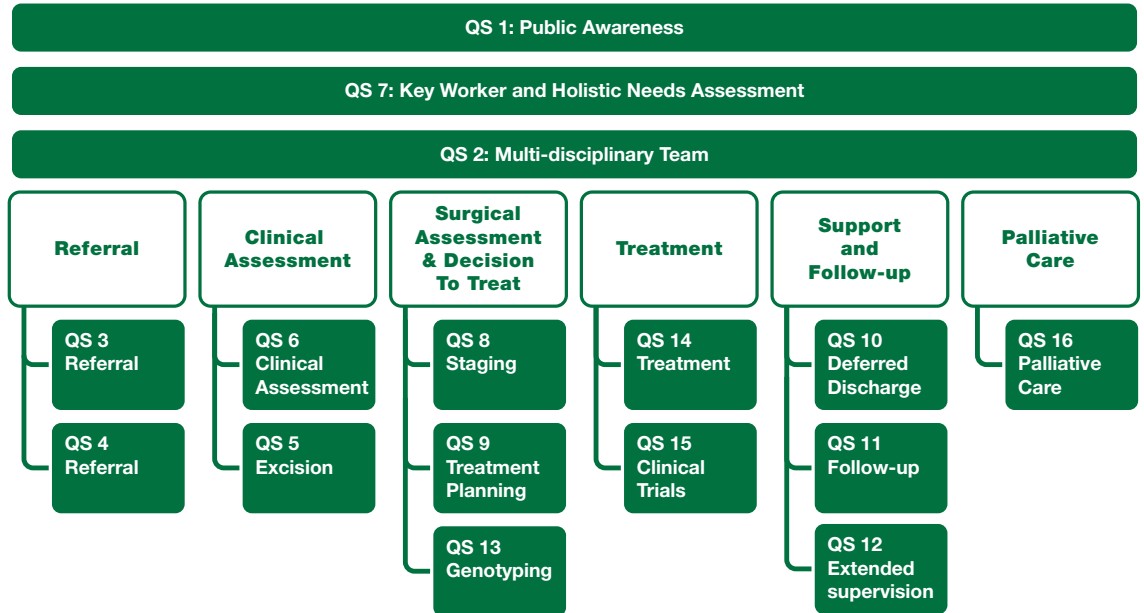 QS 1: Public Awareness
QS 7: Key Worker and Holistic Needs Assessment
QS 2: Multi-disciplinary Team
Referral
QS 3
Referral
QS 4
Referral
Clinical
Assessment
QS 6
Clinical
Assessment
QS 5
Excision
Surgical
Assessment
& Decision
To Treat
QS 8
Staging
QS 9
Treatment
Planning
QS 13
Genotyping
Treatment
QS 14
Treatment
QS 15
Clinical
Trials
Support
and
Follow-up
QS 10
Deferred
Discharge
QS 11
Follow-up
QS 12
Extended
supervision
Palliative
Care
QS 16
Palliative
Care